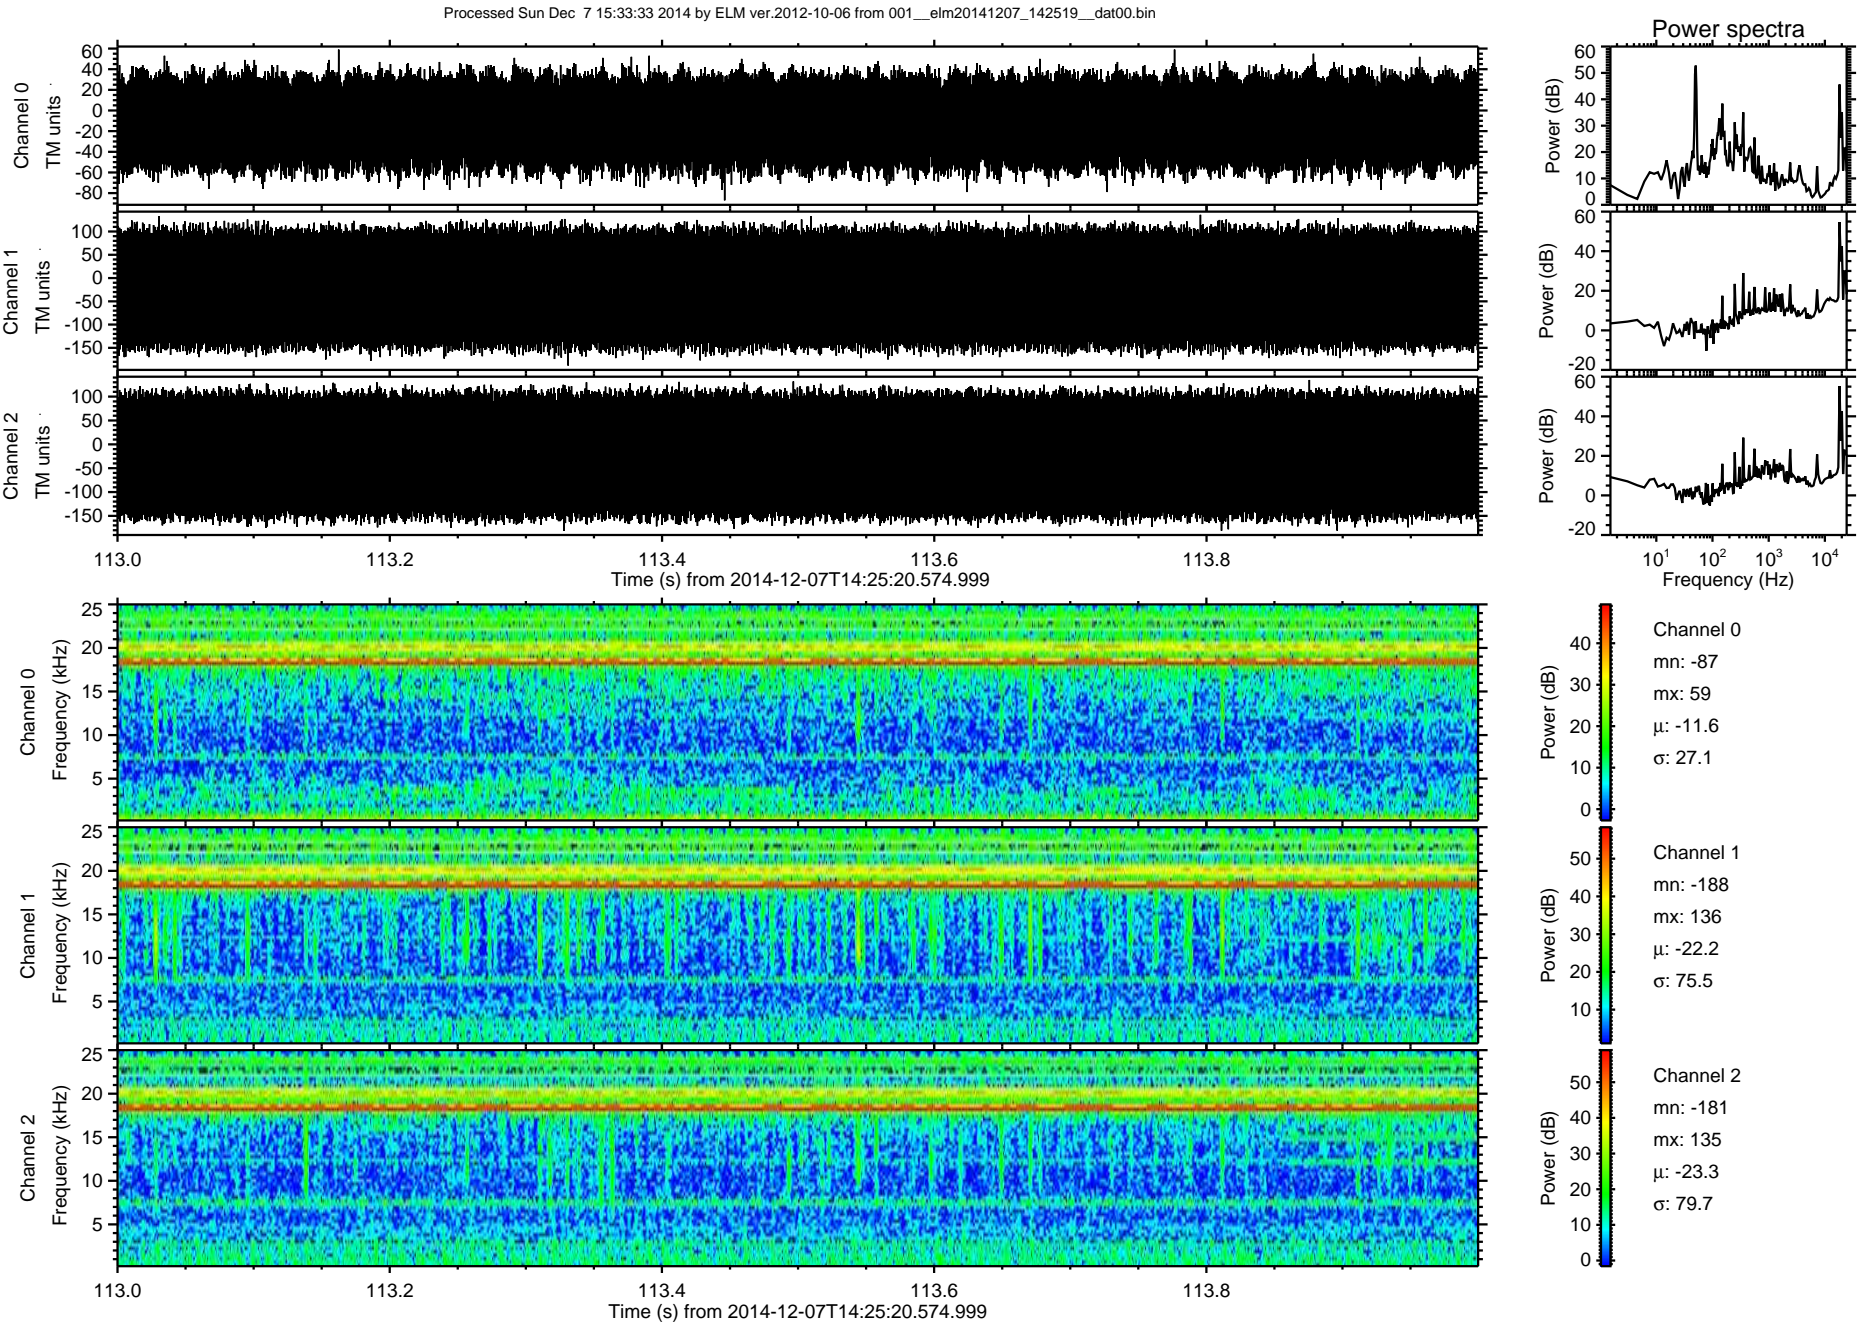 Processed Sun Dec  7 15:33:33 2014 by ELM ver.2012-10-06 from 001__elm20141207_142519__dat00.bin
Power spectra
Channel 0
TM units
60
40
20
0
-20
-40
-60
-80
Power (dB)
60
50
40
30
20
10
0
Channel 1
TM units
100
50
0
-50
-100
-150
Power (dB)
60
40
20
0
-20
Channel 2
TM units
100
50
0
-50
-100
-150
Power (dB)
60
40
20
0
-20
113.0 113.2 113.4 113.6 113.8
Time (s) from 2014-12-07T14:25:20.574.999
10¹ 10² 10³ 10⁴
Frequency (Hz)
Channel 0
Frequency (kHz)
25
20
15
10
5
Power (dB)
40
30
20
10
0
Channel 0
mn: -87
mx: 59
μ: -11.6
σ: 27.1
Channel 1
Frequency (kHz)
25
20
15
10
5
Power (dB)
50
40
30
20
10
Channel 1
mn: -188
mx: 136
μ: -22.2
σ: 75.5
Channel 2
Frequency (kHz)
25
20
15
10
5
Power (dB)
50
40
30
20
10
0
Channel 2
mn: -181
mx: 135
μ: -23.3
σ: 79.7
113.0 113.2 113.4 113.6 113.8
Time (s) from 2014-12-07T14:25:20.574.999